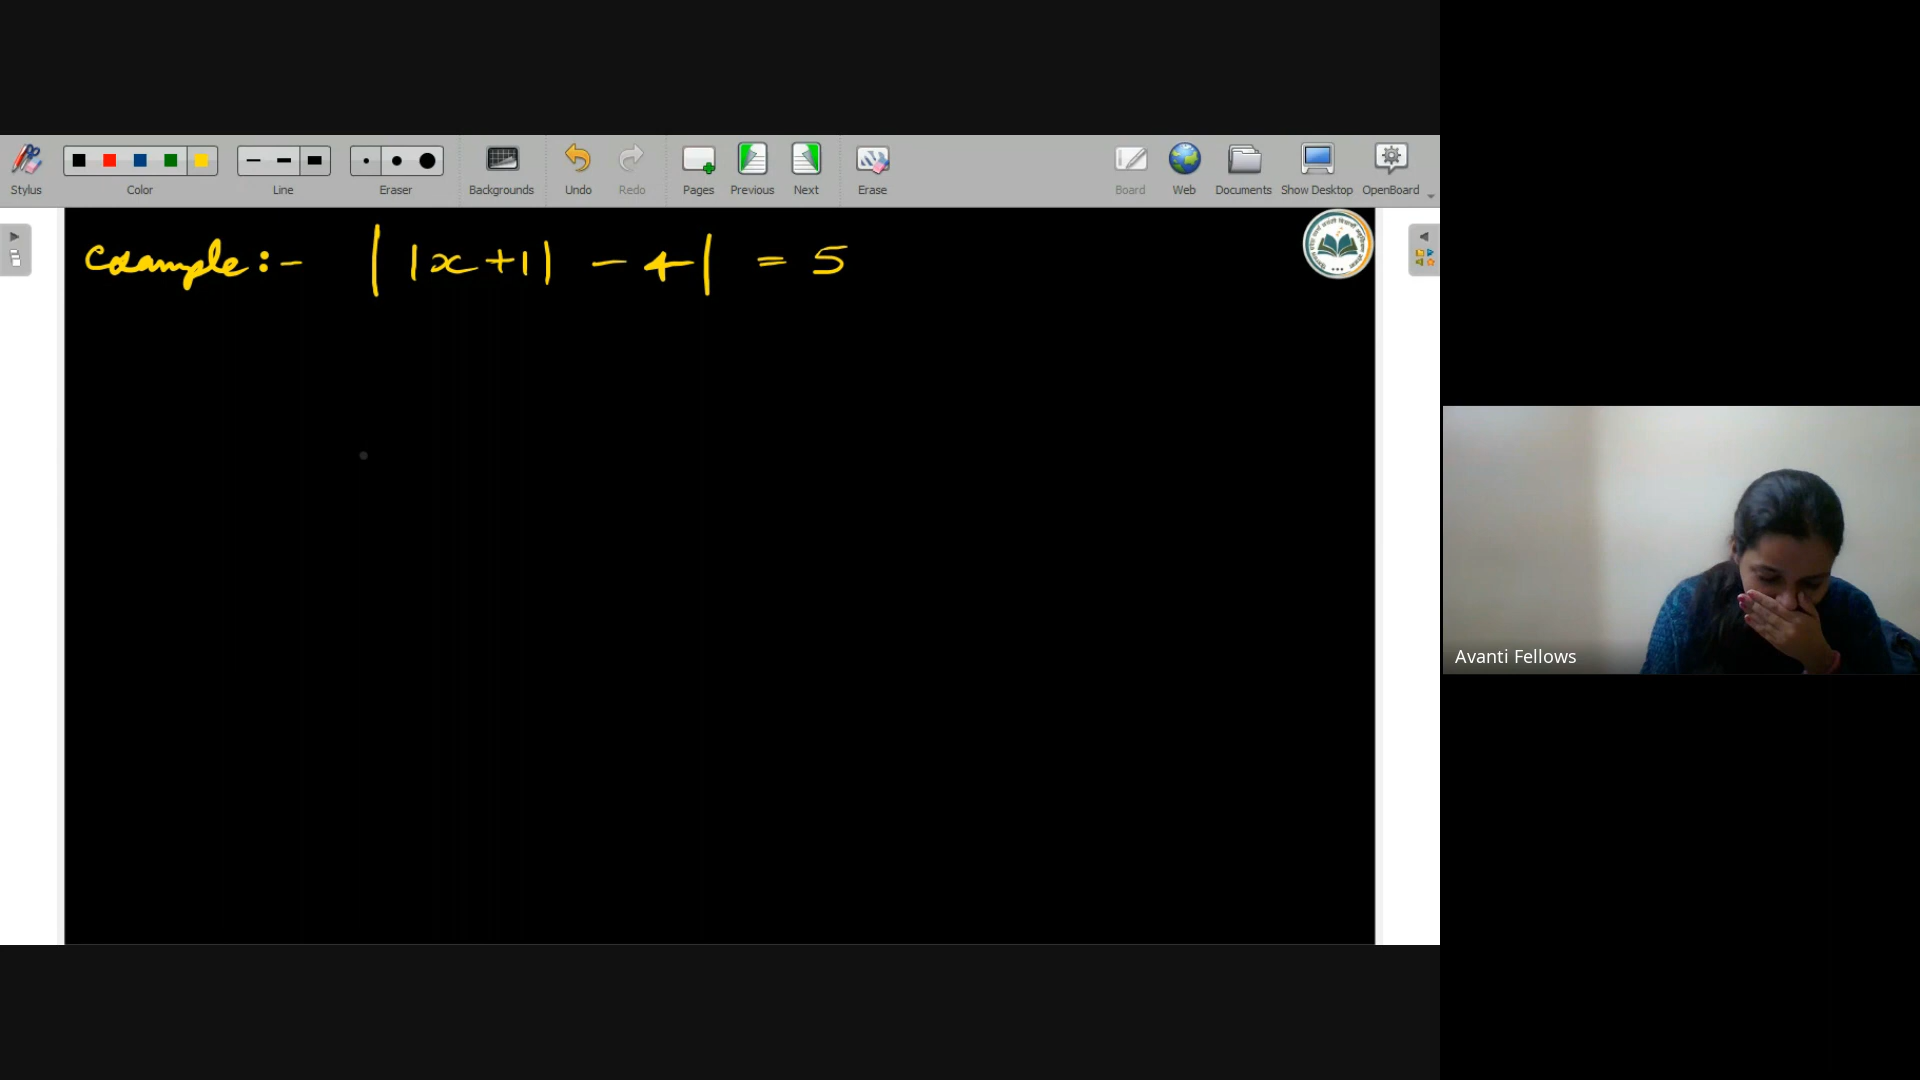 Stylus Color Line Eraser Backgrounds Undo Redo Pages Previous Next Erase Board Web Documents Show Desktop OpenBoard
Example:- | |x+1| - 4| = 5
Avanti Fellows